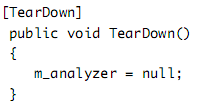 [TearDown]
public void TearDown()
{
m_analyzer = null;
}